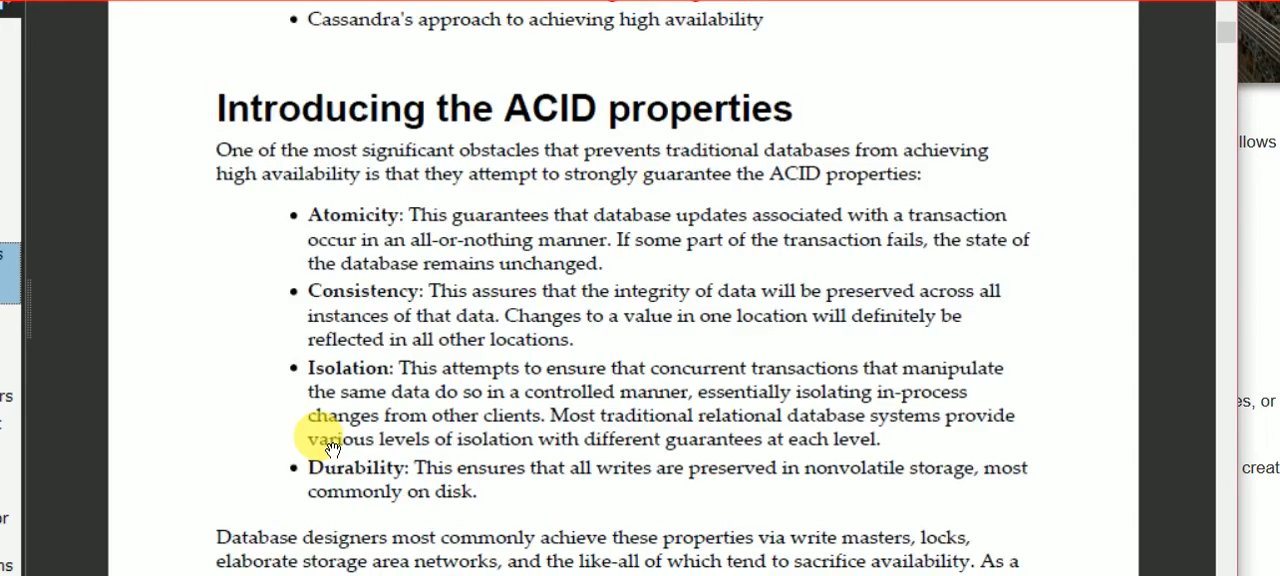 • Cassandra's approach to achieving high availability
Introducing the ACID properties
One of the most significant obstacles that prevents traditional databases from achieving
high availability is that they attempt to strongly guarantee the ACID properties:
• Atomicity: This guarantees that database updates associated with a transaction
occur in an all-or-nothing manner. If some part of the transaction fails, the state of
the database remains unchanged.
• Consistency: This assures that the integrity of data will be preserved across all
instances of that data. Changes to a value in one location will definitely be
reflected in all other locations.
• Isolation: This attempts to ensure that concurrent transactions that manipulate
the same data do so in a controlled manner, essentially isolating in-process
changes from other clients. Most traditional relational database systems provide
various levels of isolation with different guarantees at each level.
• Durability: This ensures that all writes are preserved in nonvolatile storage, most
commonly on disk.
Database designers most commonly achieve these properties via write masters, locks,
elaborate storage area networks, and the like-all of which tend to sacrifice availability. As a